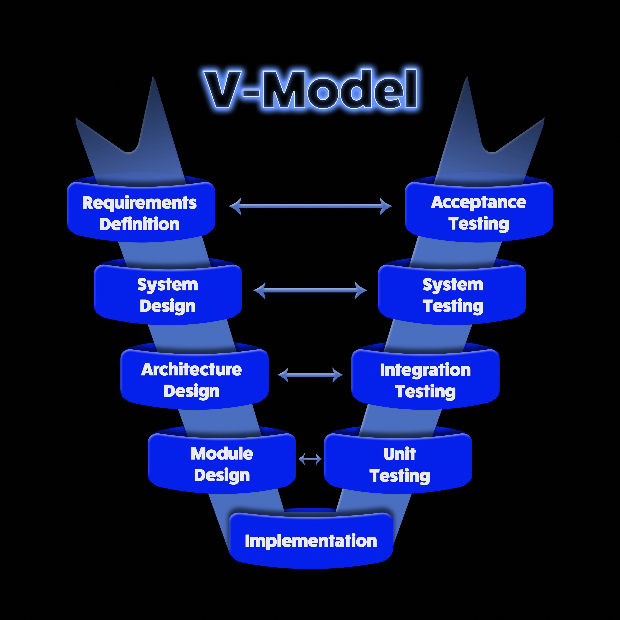 V-Model
Requirements
Definition
Acceptance
Testing
System
Design
System
Testing
Architecture
Design
Integration
Testing
Module
Design
Unit
Testing
Implementation